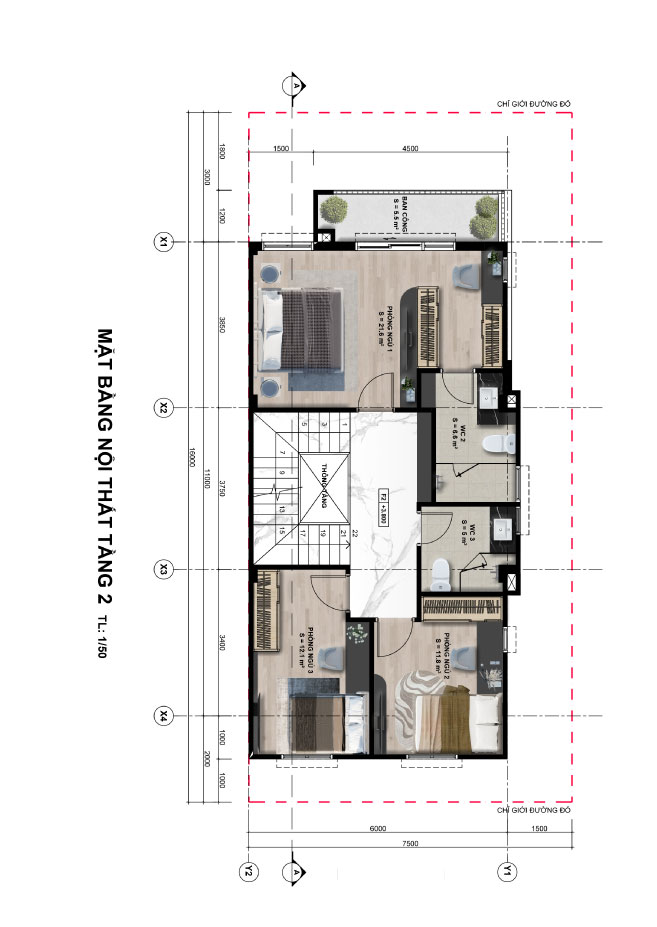 A
CHỈ GIỚI ĐƯỜNG ĐỎ
1500
4500
1800
3000
1200
BAN CÔNG
S = 5.5 m²
X1
PHÒNG NGỦ 1
S = 21.6 m²
3850
X2
WC 2
S = 6.6 m²
1
3
5
7
9
THÔNG TẦNG
13
15
17
19
21
22
F2 +3,800
3750
11000
16000
WC 3
S = 5 m²
X3
PHÒNG NGỦ 3
S = 12.1 m²
PHÒNG NGỦ 2
S = 11.8 m²
3400
X4
1000
2000
1000
MẶT BẰNG NỘI THẤT TẦNG 2 TL: 1/50
CHỈ GIỚI ĐƯỜNG ĐỎ
6000
1500
7500
Y2
A
Y1